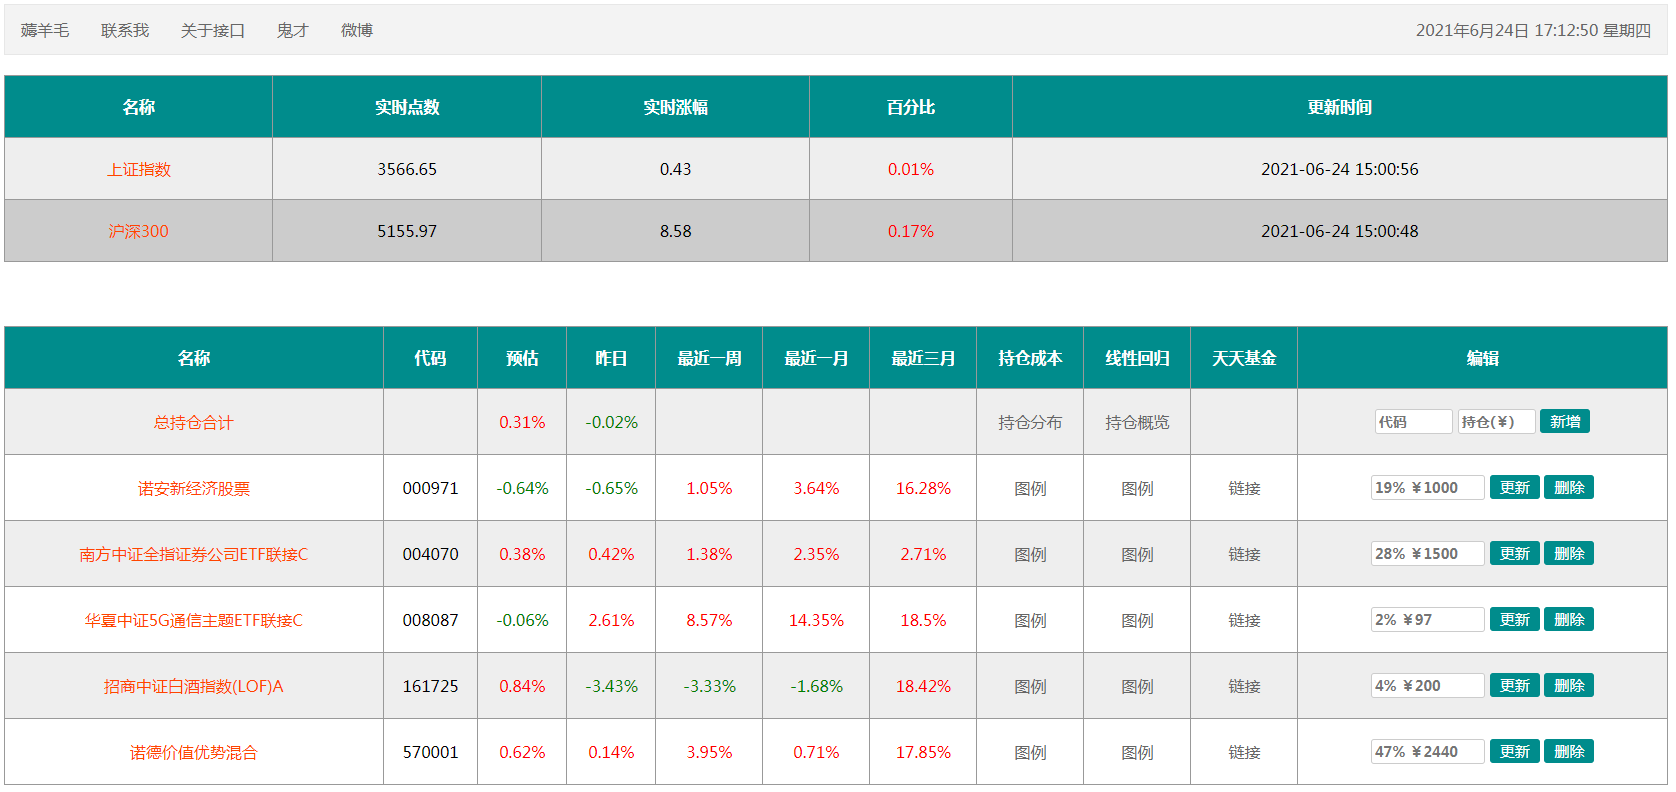 薅羊毛 联系我 关于接口 鬼才 微博 2021年6月24日 17:12:50 星期四
名称 实时点数 实时涨幅 百分比 更新时间
上证指数 3566.65 0.43 0.01% 2021-06-24 15:00:56
沪深300 5155.97 8.58 0.17% 2021-06-24 15:00:48
名称 代码 预估 昨日 最近一周 最近一月 最近三月 持仓成本 线性回归 天天基金 编辑
总持仓合计 0.31% -0.02% 持仓分布 持仓概览 代码 持仓(¥) 新增
诺安新经济股票 000971 -0.64% -0.65% 1.05% 3.64% 16.28% 图例 图例 链接 19% ¥1000 更新 删除
南方中证全指证券公司ETF联接C 004070 0.38% 0.42% 1.38% 2.35% 2.71% 图例 图例 链接 28% ¥1500 更新 删除
华夏中证5G通信主题ETF联接C 008087 -0.06% 2.61% 8.57% 14.35% 18.5% 图例 图例 链接 2% ¥97 更新 删除
招商中证白酒指数(LOF)A 161725 0.84% -3.43% -3.33% -1.68% 18.42% 图例 图例 链接 4% ¥200 更新 删除
诺德价值优势混合 570001 0.62% 0.14% 3.95% 0.71% 17.85% 图例 图例 链接 47% ¥2440 更新 删除